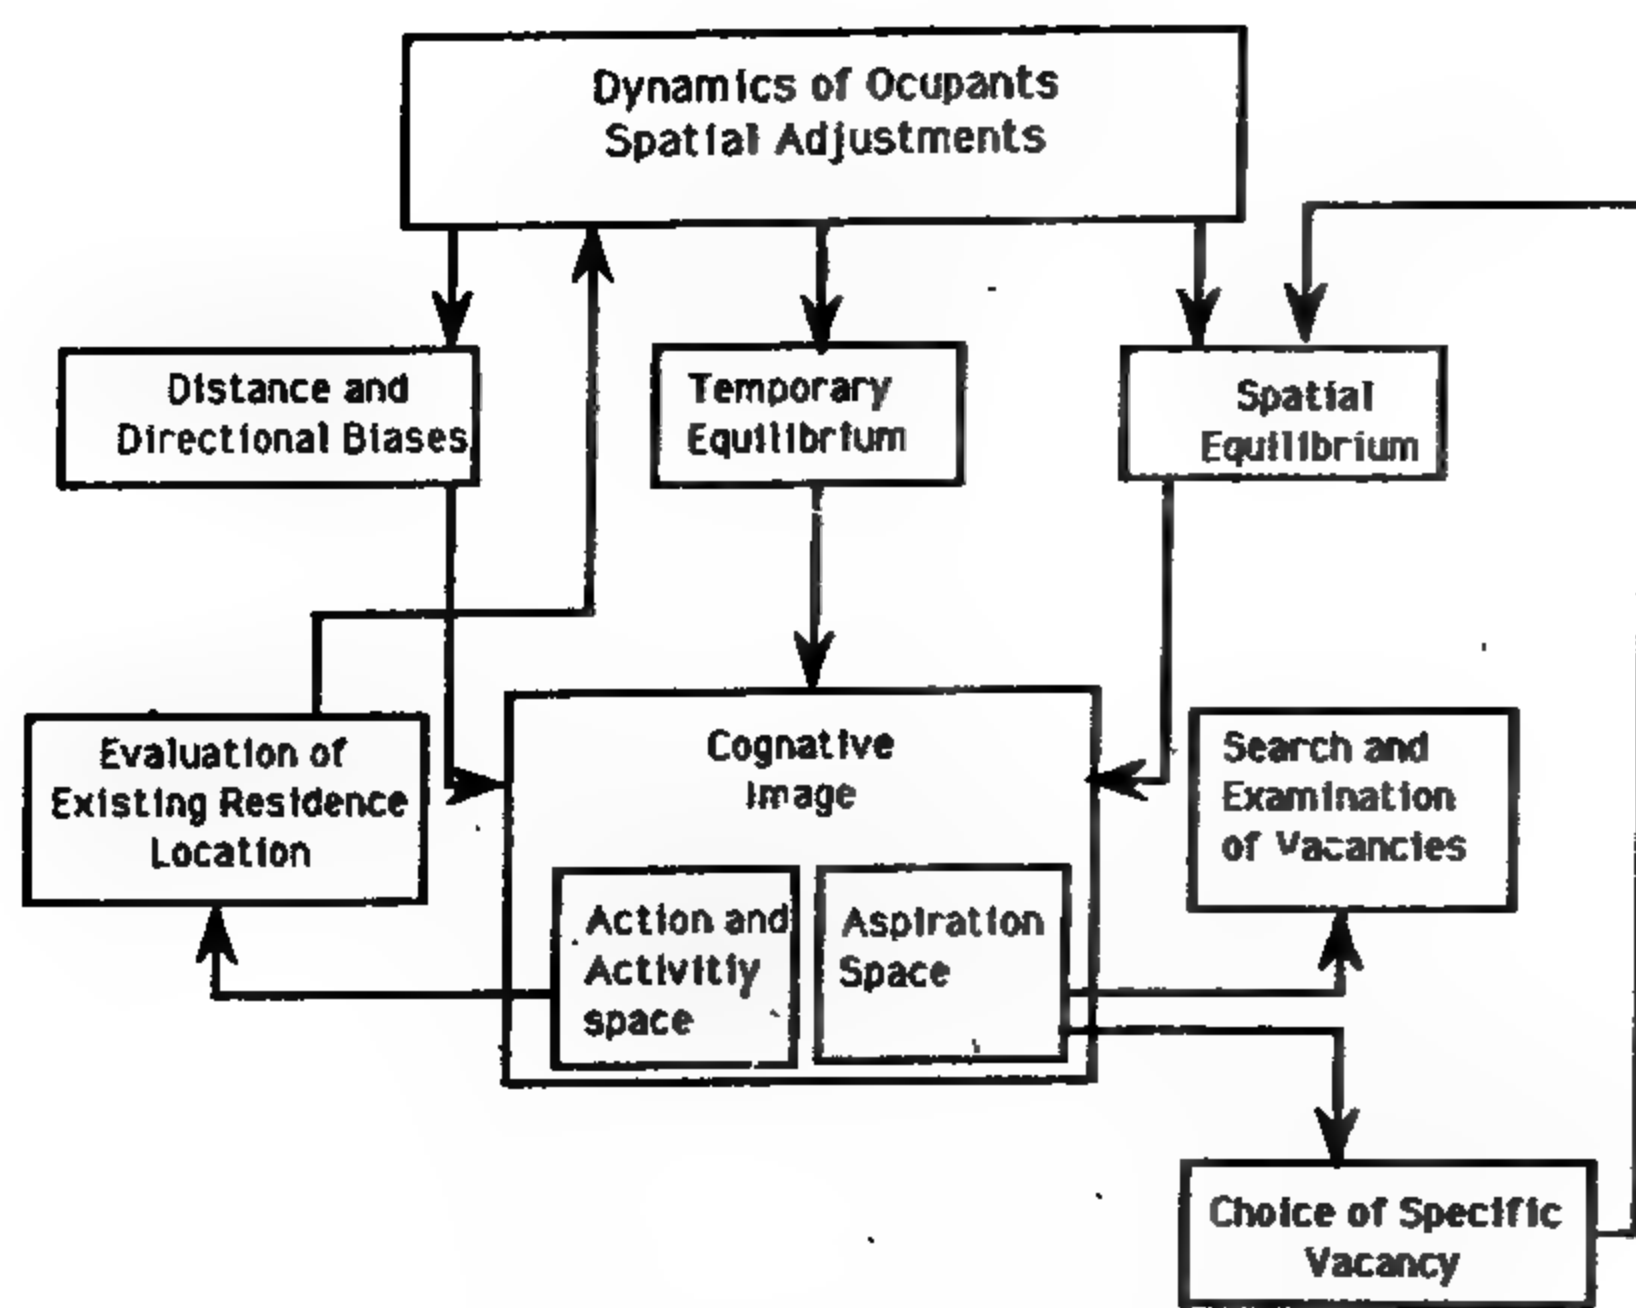 Dynamics of Ocupants
Spatial Adjustments
Distance and
Directional Biases
Temporary
Equilibrium
Spatial
Equilibrium
Evaluation of
Existing Residence
Location
Cognative
Image
Search and
Examination
of Vacancies
Action and
Activitiy
space
Aspiration
Space
Choice of Specific
Vacancy